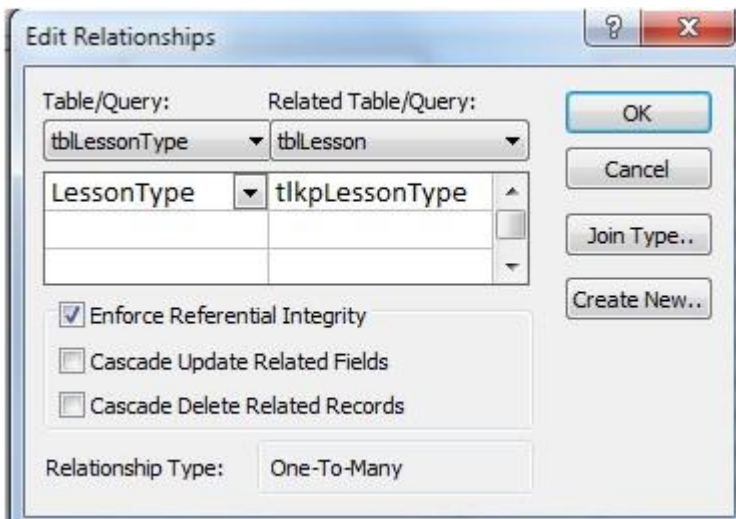 Edit Relationships
Table/Query: Related Table/Query:
tblLessonType tblLesson
LessonType tlkpLessonType
Enforce Referential Integrity
Cascade Update Related Fields
Cascade Delete Related Records
Relationship Type: One-To-Many
OK
Cancel
Join Type..
Create New..